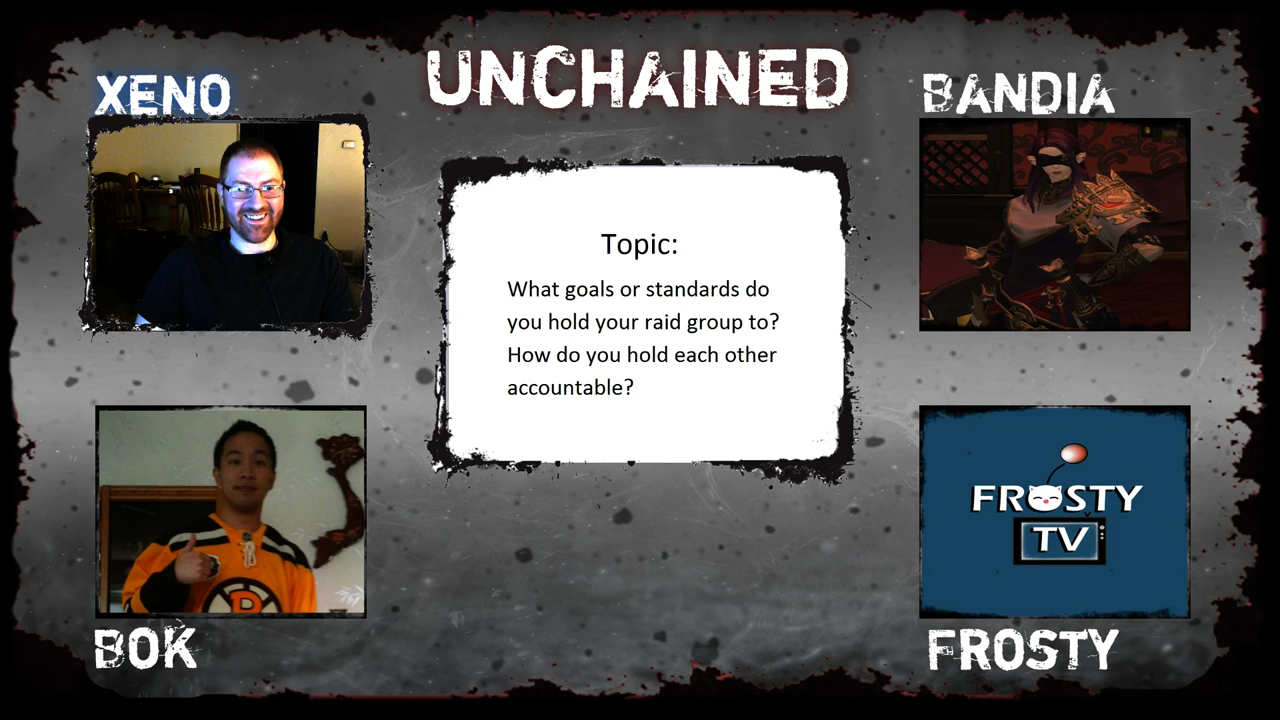 UNCHAINED
XENO
BANDIA
Topic:
What goals or standards do
you hold your raid group to?
How do you hold each other
accountable?
FROSTY
TV
B
BOK
FROSTY